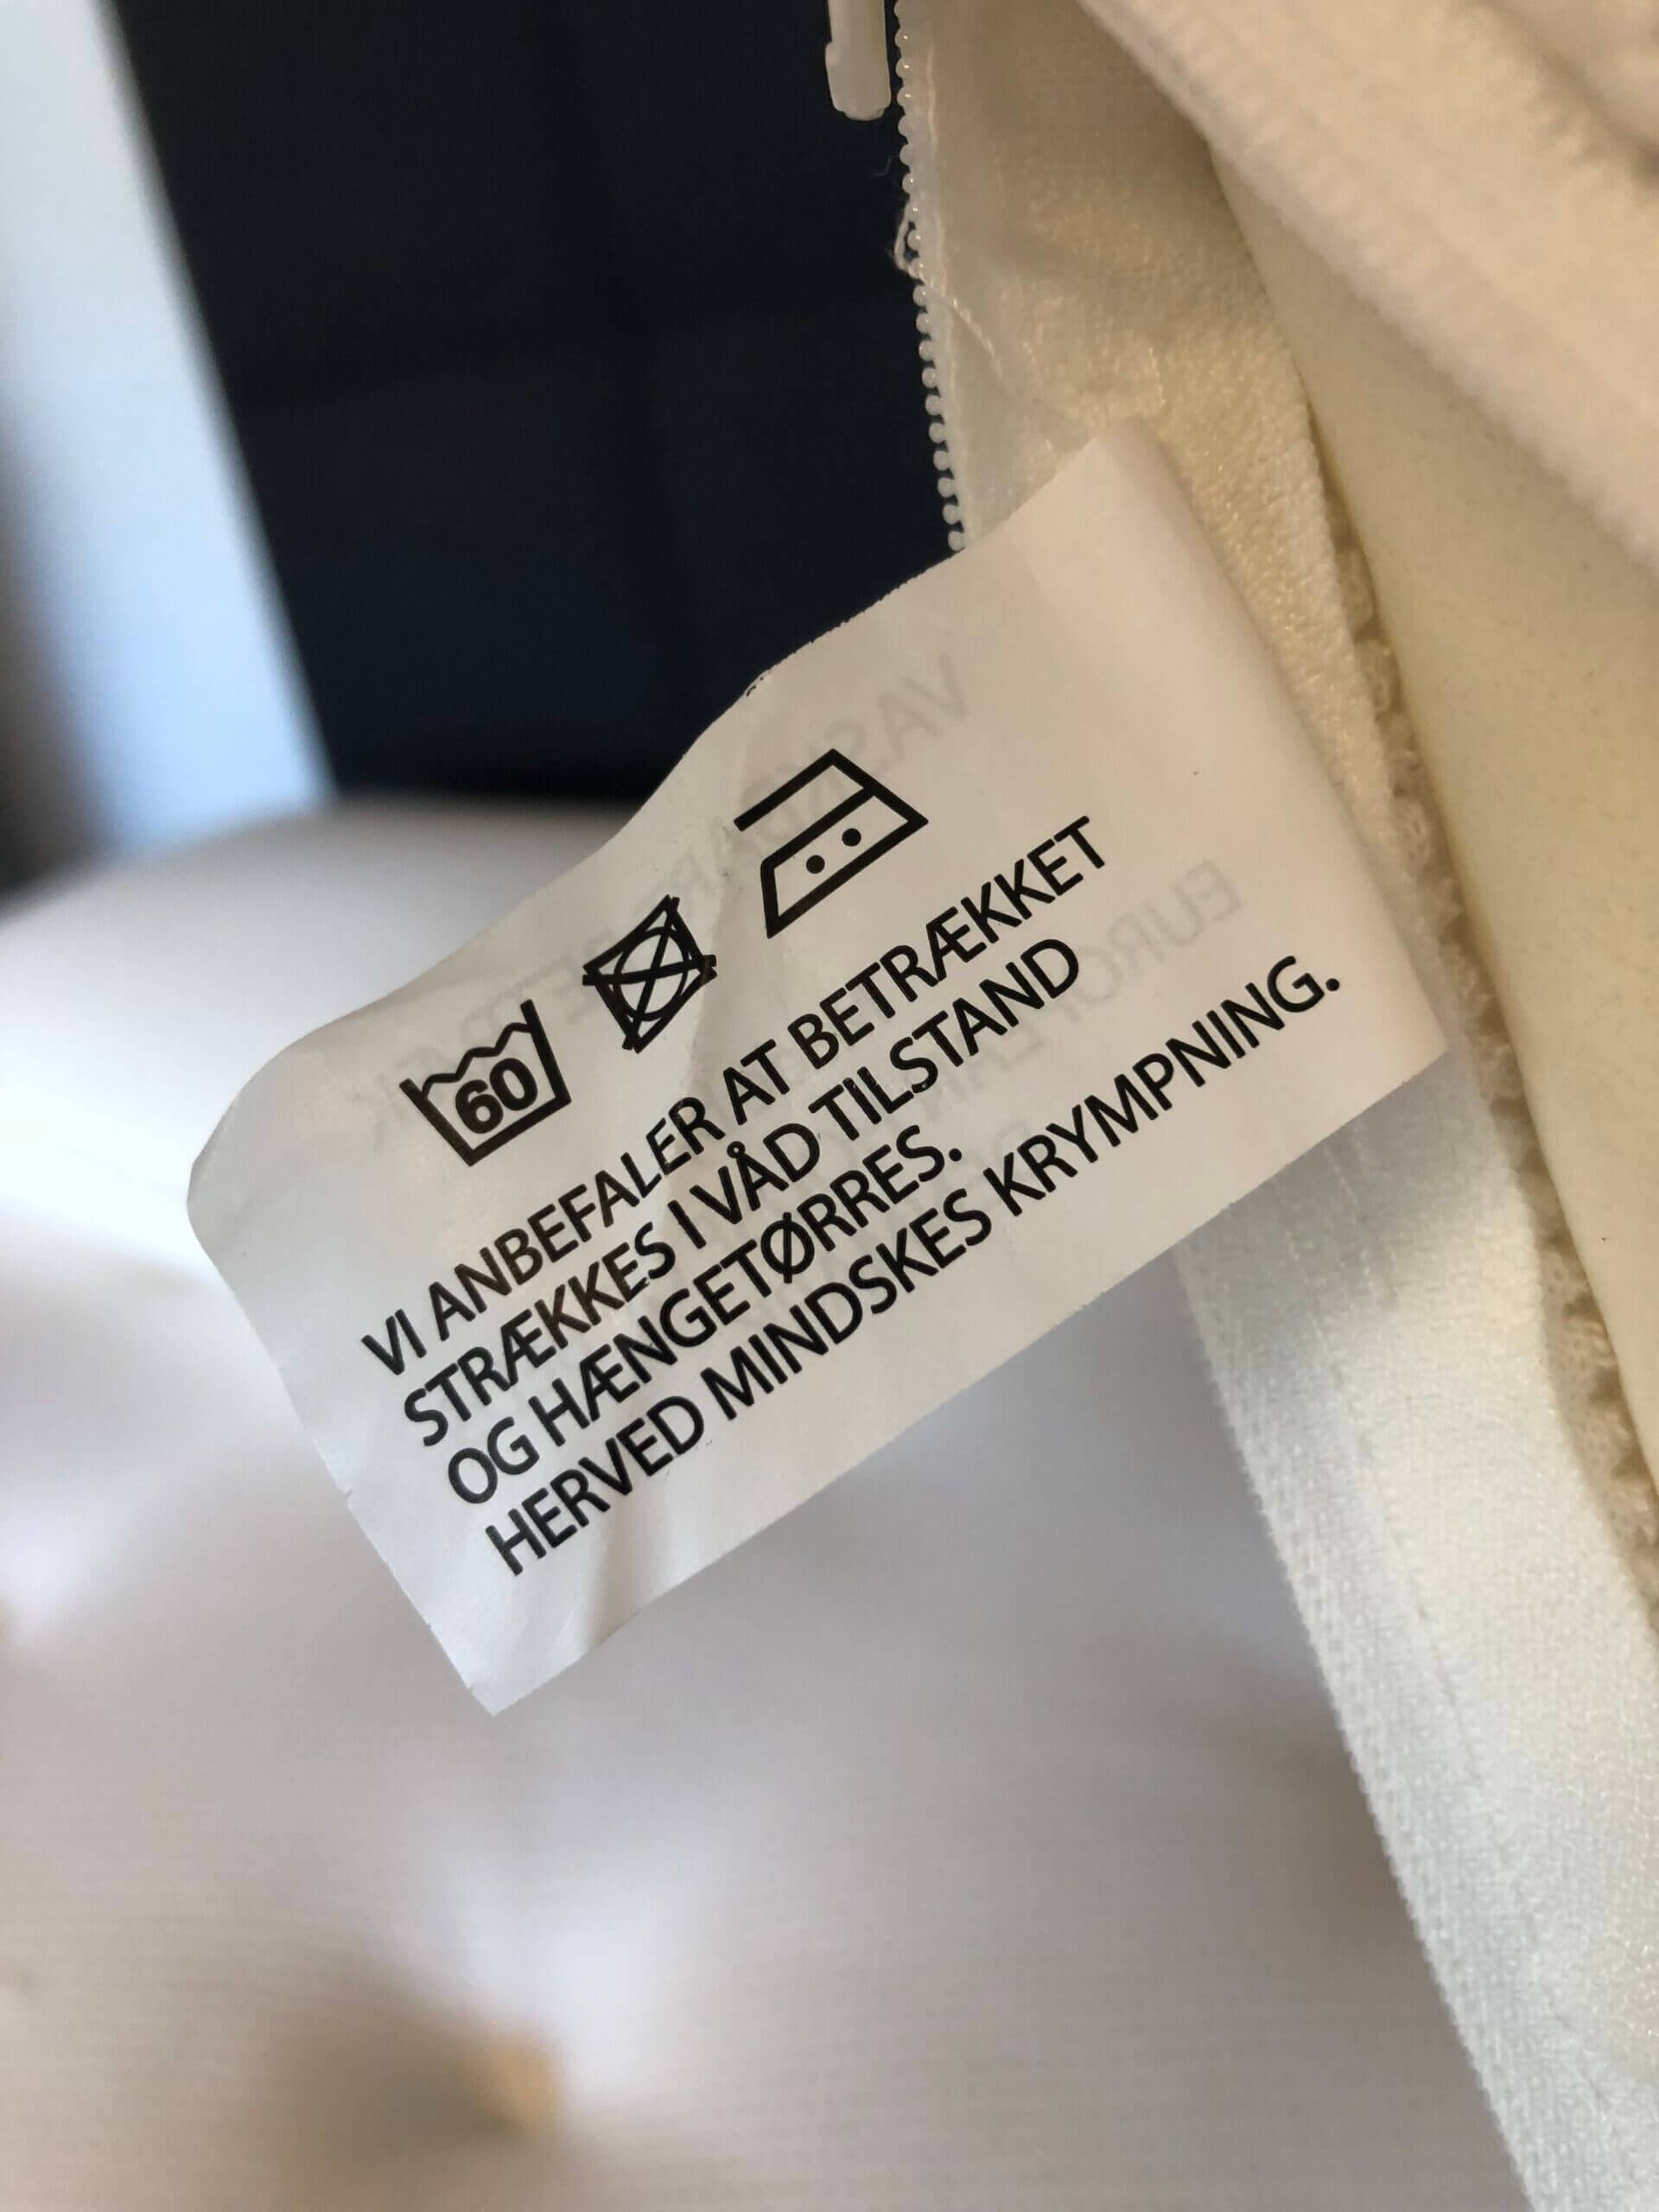 60
VI ANBEFALER AT BETRÆKKET
STRÆKKES I VÅD TILSTAND
OG HÆNGETØRRES.
HERVED MINDSKES KRYMPNING.